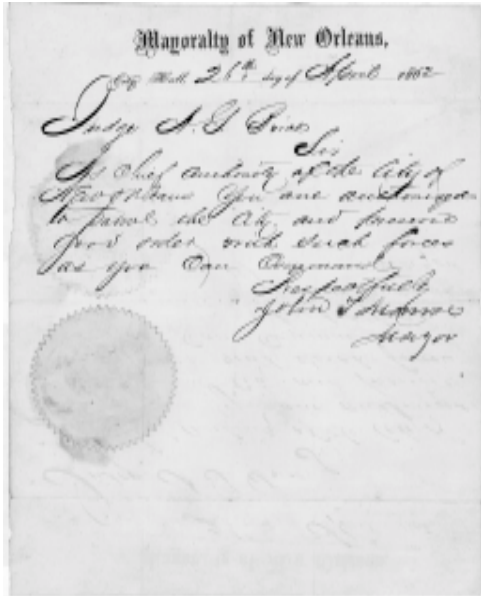 Mayoralty of New Orleans,
City Hall, 26th day of April 1862
Judge A. G. Brice
Sir
As chief authority of the City of
New Orleans You are authorized
to patrol the City and preserve
good order with such forces
as you can Command
Respectfully
John T Monroe
Mayor